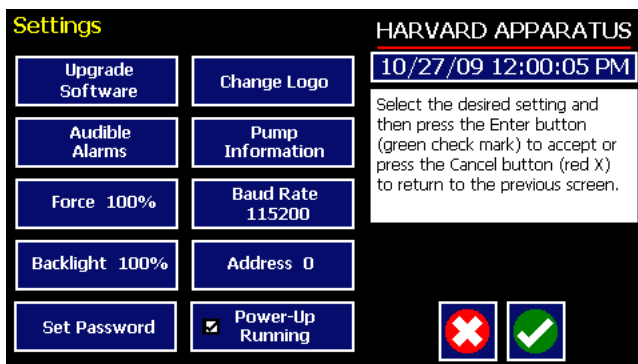 Settings
Upgrade
Software
Change Logo
Audible
Alarms
Pump
Information
Force 100%
Baud Rate
115200
Backlight 100%
Address 0
Set Password
Power-Up
Running
HARVARD APPARATUS
10/27/09 12:00:05 PM
Select the desired setting and
then press the Enter button
(green check mark) to accept or
press the Cancel button (red X)
to return to the previous screen.